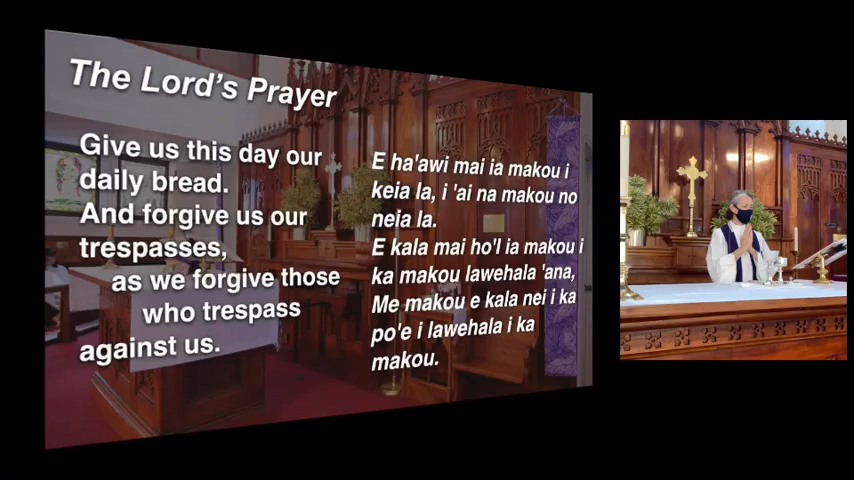 The Lord's Prayer
Give us this day our
daily bread.
And forgive us our
trespasses,
as we forgive those
who trespass
against us.
E ha'awi mai ia makou i
keia la, i 'ai na makou no
neia la.
E kala mai ho'I ia makou i
ka makou lawehala 'ana,
Me makou e kala nei i ka
po'e i lawehala i ka
makou.